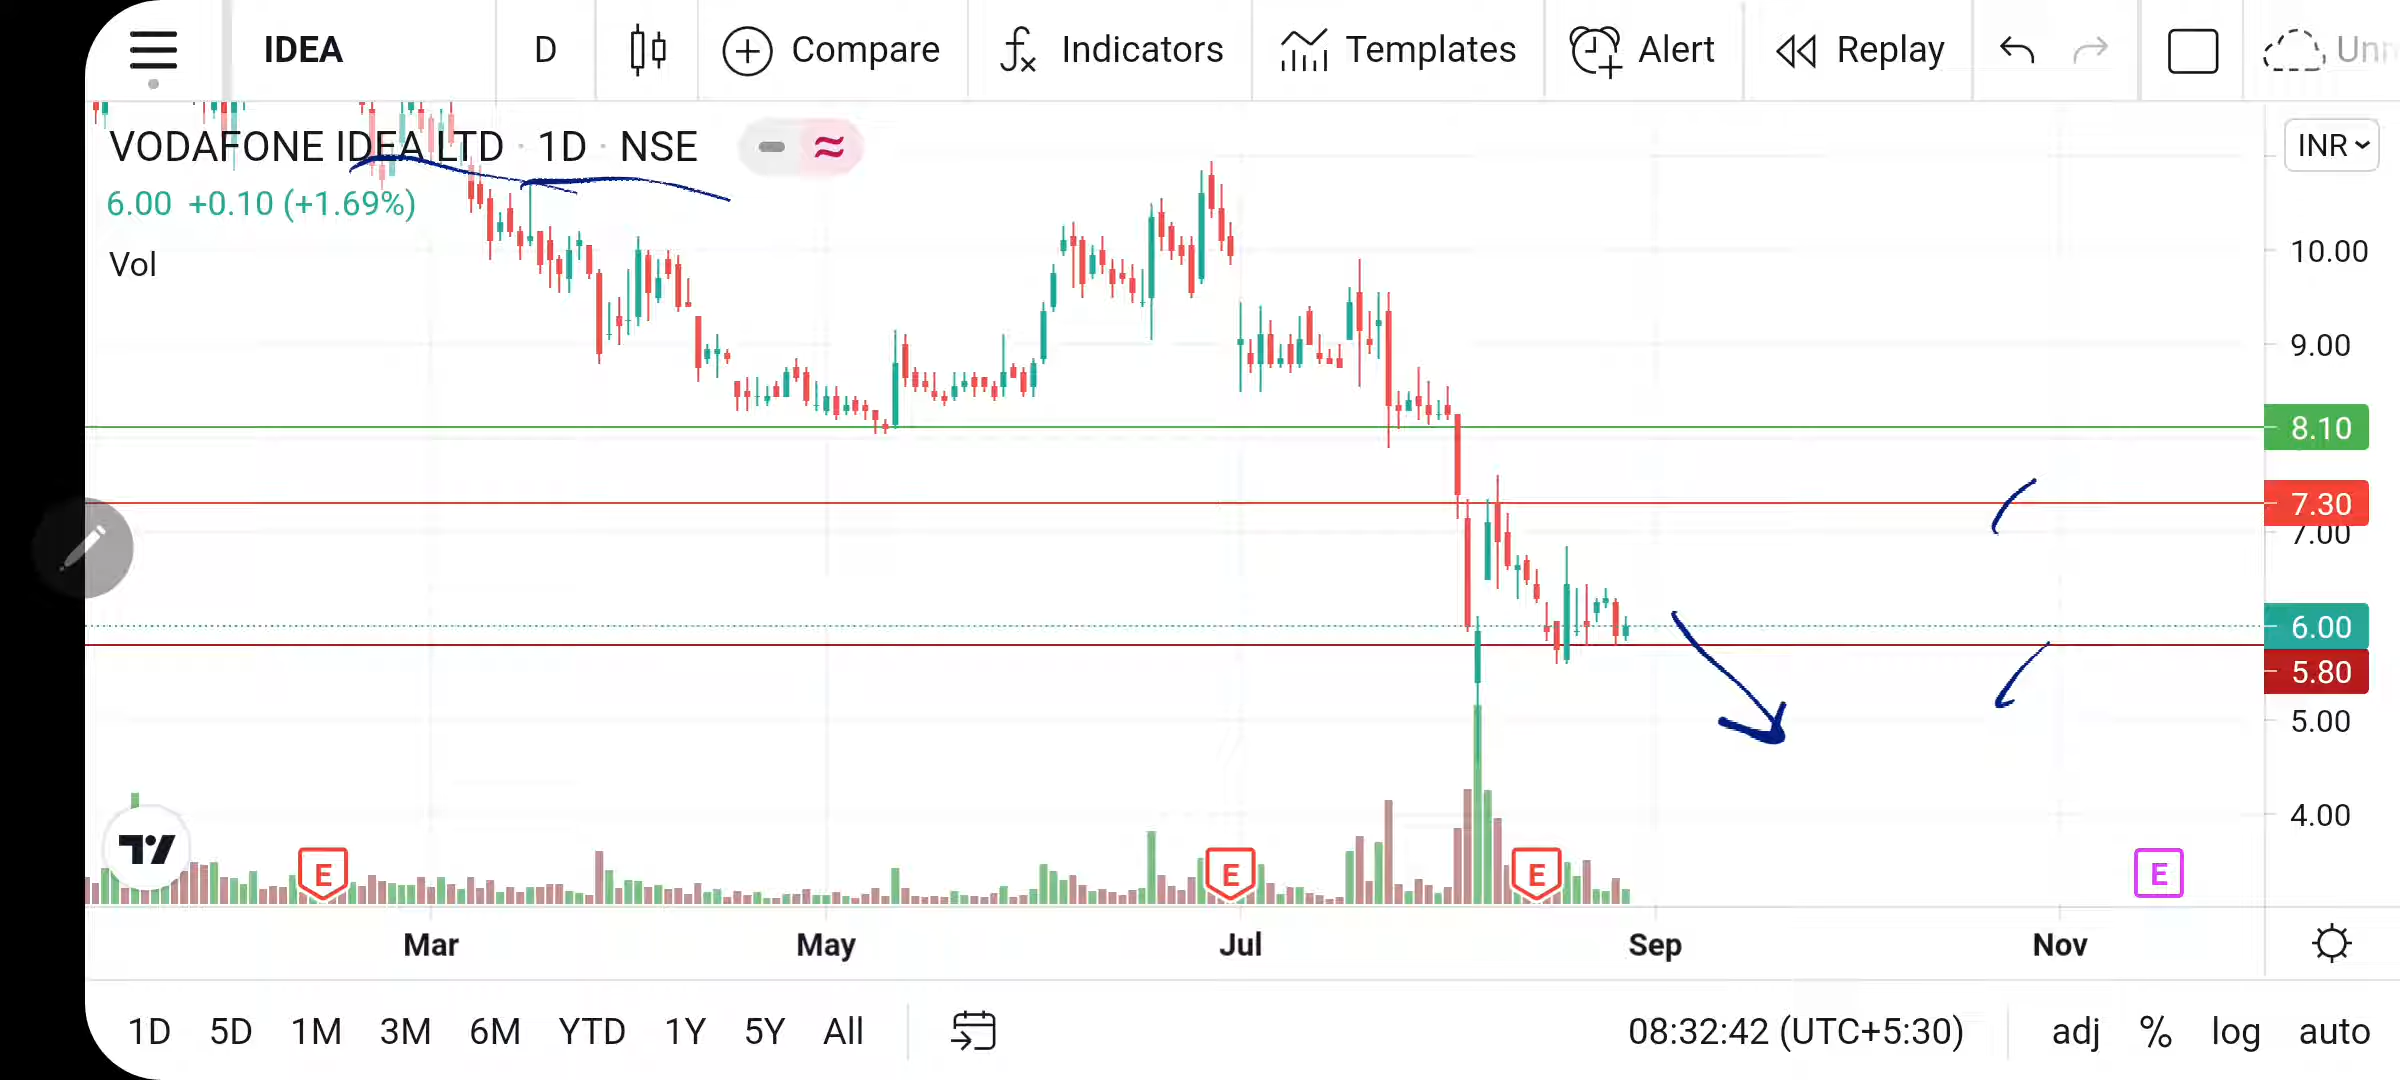 IDEA D Compare Indicators Templates Alert Replay
VODAFONE IDEA LTD · 1D · NSE
INR
6.00 +0.10 (+1.69%)
Vol
10.00
9.00
8.10
7.30
7.00
6.00
5.80
5.00
4.00
E E E E
Mar May Jul Sep Nov
1D 5D 1M 3M 6M YTD 1Y 5Y All 08:32:42 (UTC+5:30) adj % log auto